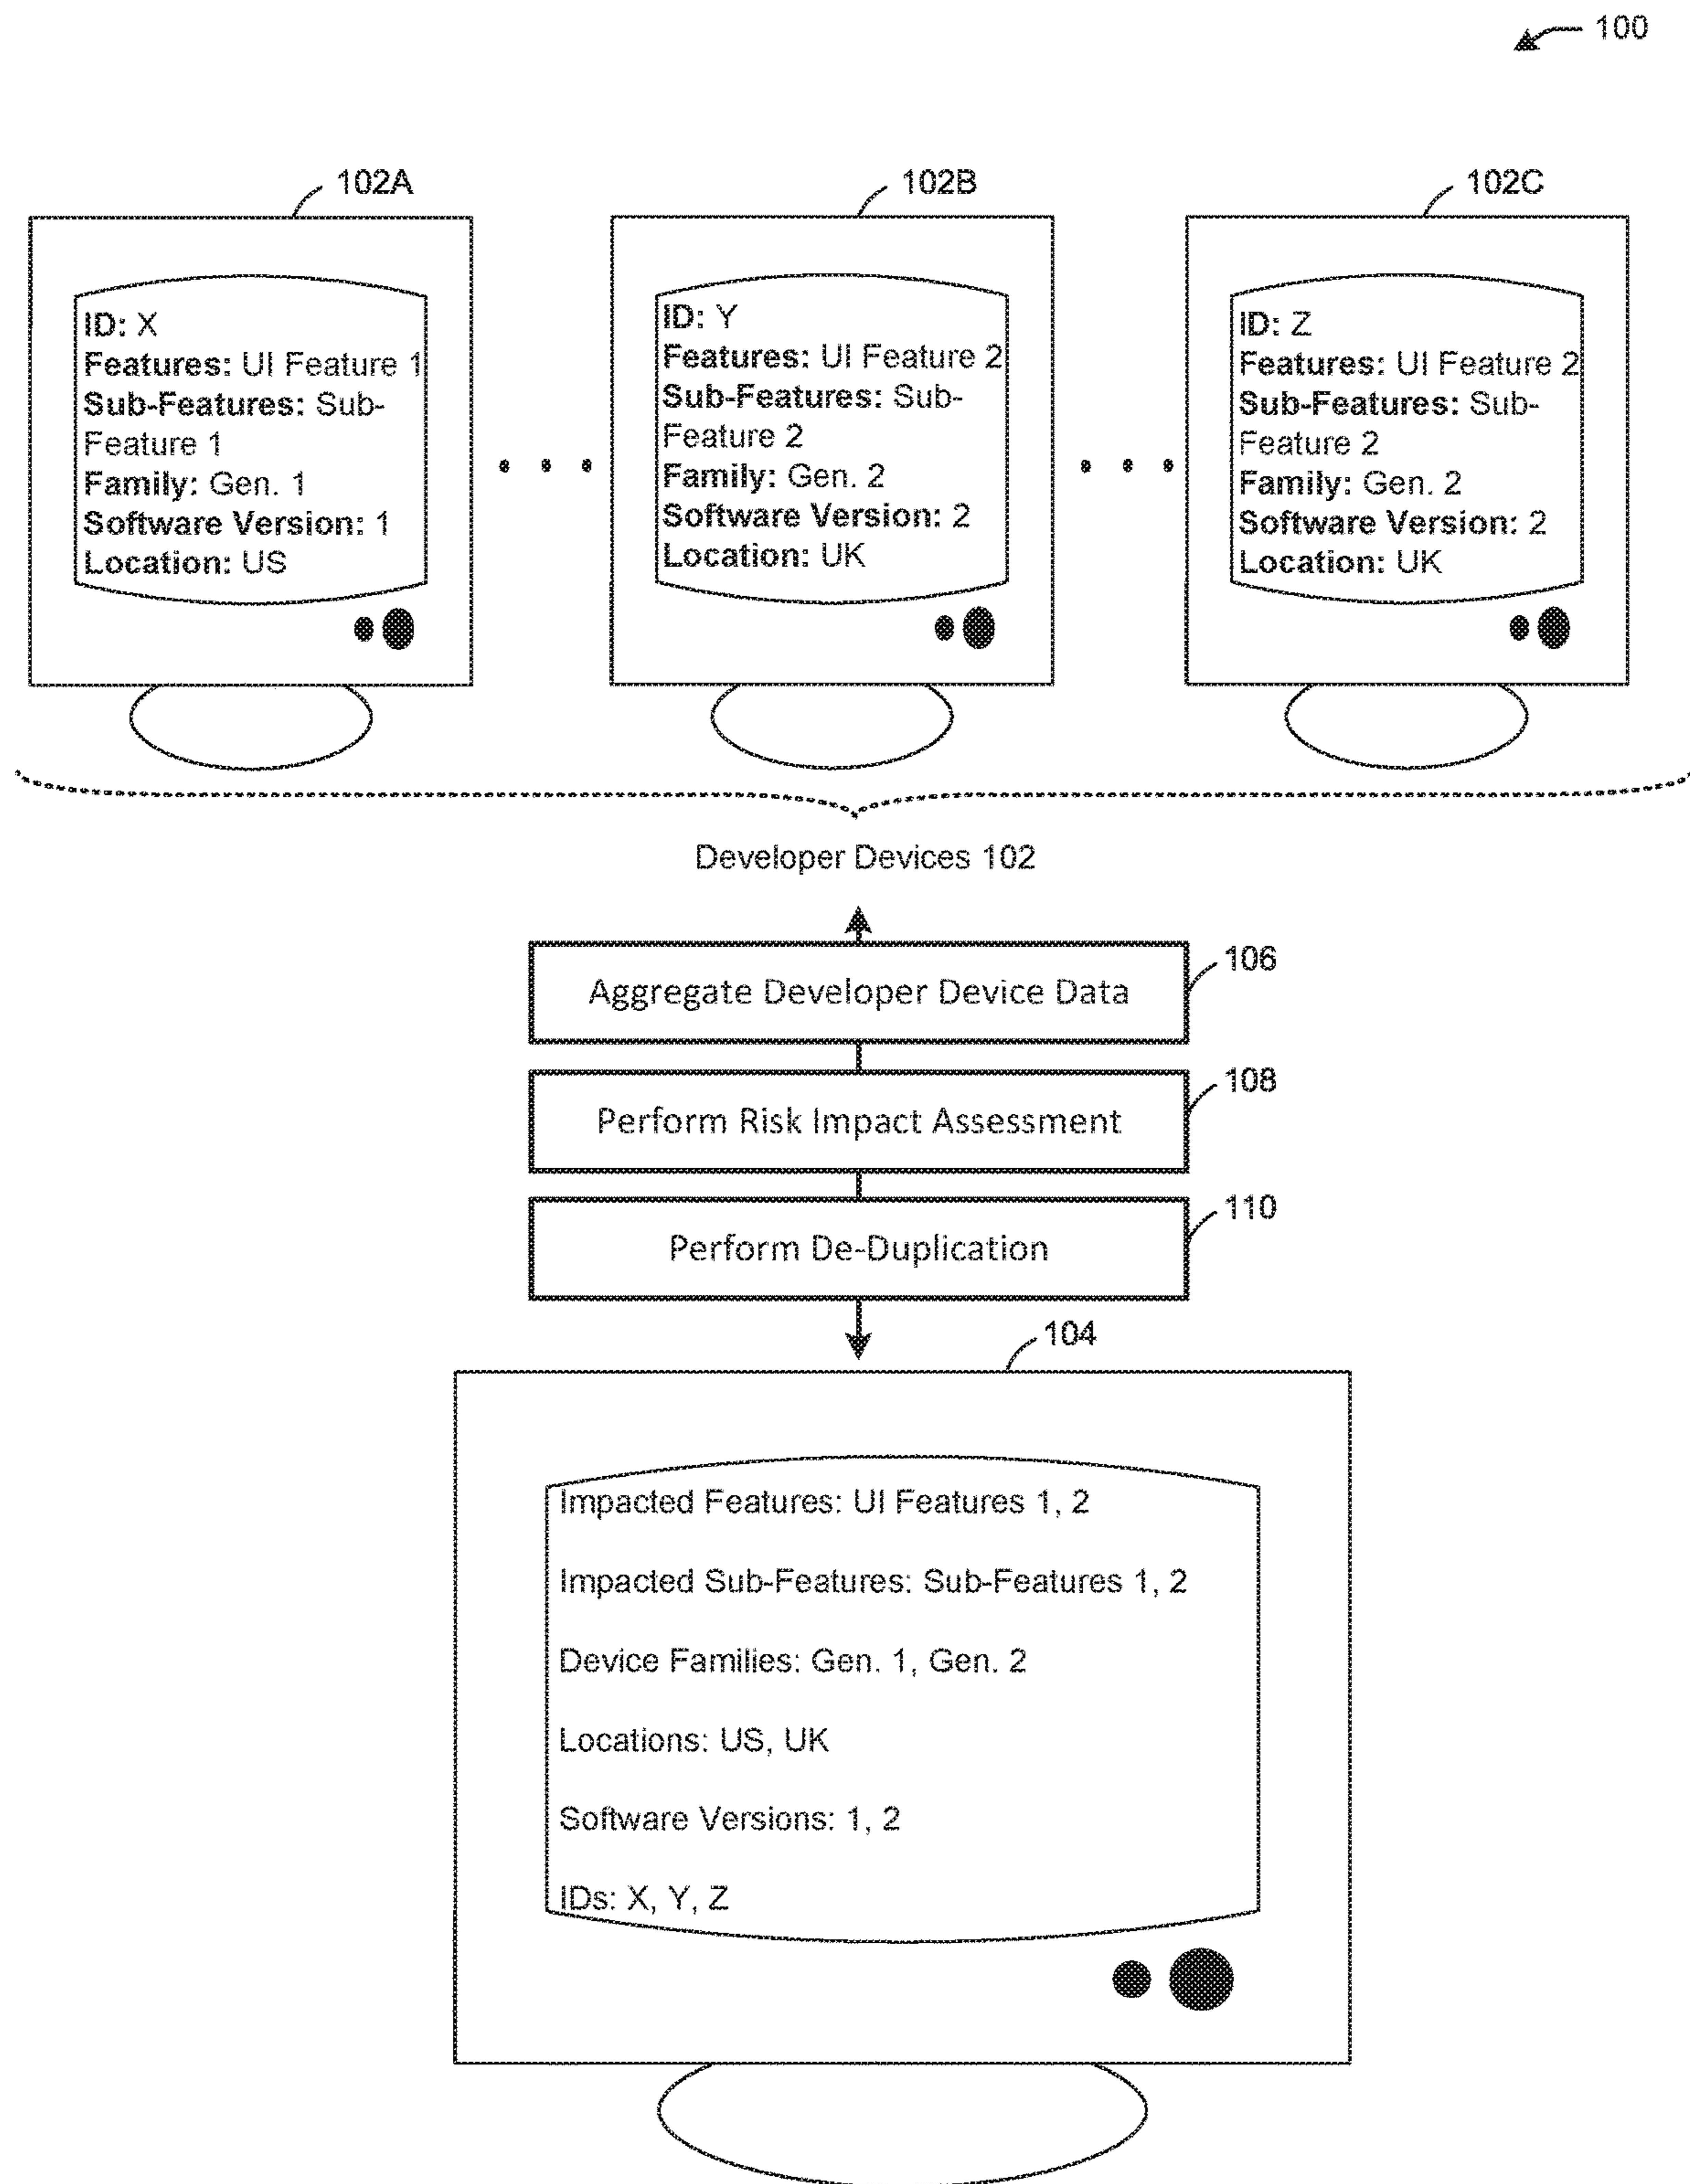 100
102A
102B
102C
ID: X
Features: UI Feature 1
Sub-Features: Sub-
Feature 1
Family: Gen. 1
Software Version: 1
Location: US
ID: Y
Features: UI Feature 2
Sub-Features: Sub-
Feature 2
Family: Gen. 2
Software Version: 2
Location: UK
ID: Z
Features: UI Feature 2
Sub-Features: Sub-
Feature 2
Family: Gen. 2
Software Version: 2
Location: UK
Developer Devices 102
Aggregate Developer Device Data
106
Perform Risk Impact Assessment
108
Perform De-Duplication
110
104
Impacted Features: UI Features 1, 2
Impacted Sub-Features: Sub-Features 1, 2
Device Families: Gen. 1, Gen. 2
Locations: US, UK
Software Versions: 1, 2
IDs: X, Y, Z